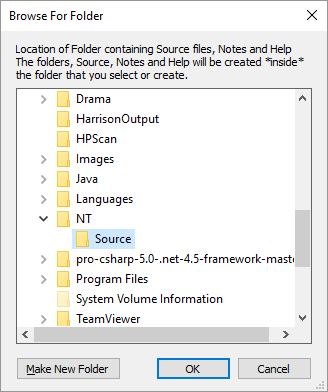 Browse For Folder
Location of Folder containing Source files, Notes and Help
The folders, Source, Notes and Help will be created *inside*
the folder that you select or create.
Drama
HarrisonOutput
HPScan
Images
Java
Languages
NT
Source
pro-csharp-5.0-.net-4.5-framework-maste
Program Files
System Volume Information
TeamViewer
Make New Folder
OK
Cancel